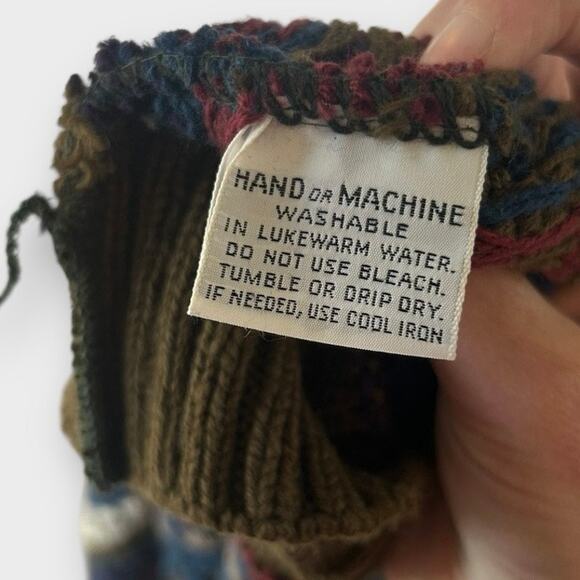 HAND OR MACHINE
WASHABLE
IN LUKEWARM WATER.
DO NOT USE BLEACH.
TUMBLE OR DRIP DRY.
IF NEEDED, USE COOL IRON